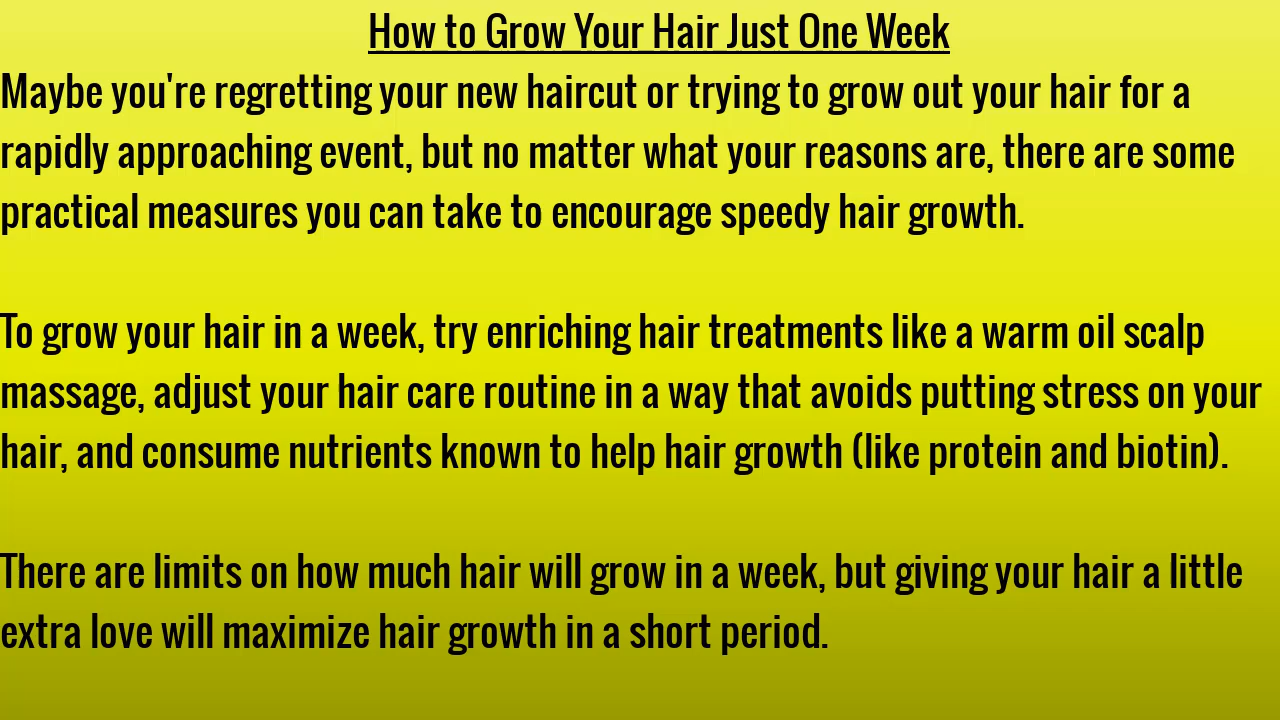 How to Grow Your Hair Just One Week
Maybe you're regretting your new haircut or trying to grow out your hair for a
rapidly approaching event, but no matter what your reasons are, there are some
practical measures you can take to encourage speedy hair growth.
To grow your hair in a week, try enriching hair treatments like a warm oil scalp
massage, adjust your hair care routine in a way that avoids putting stress on your
hair, and consume nutrients known to help hair growth (like protein and biotin).
There are limits on how much hair will grow in a week, but giving your hair a little
extra love will maximize hair growth in a short period.